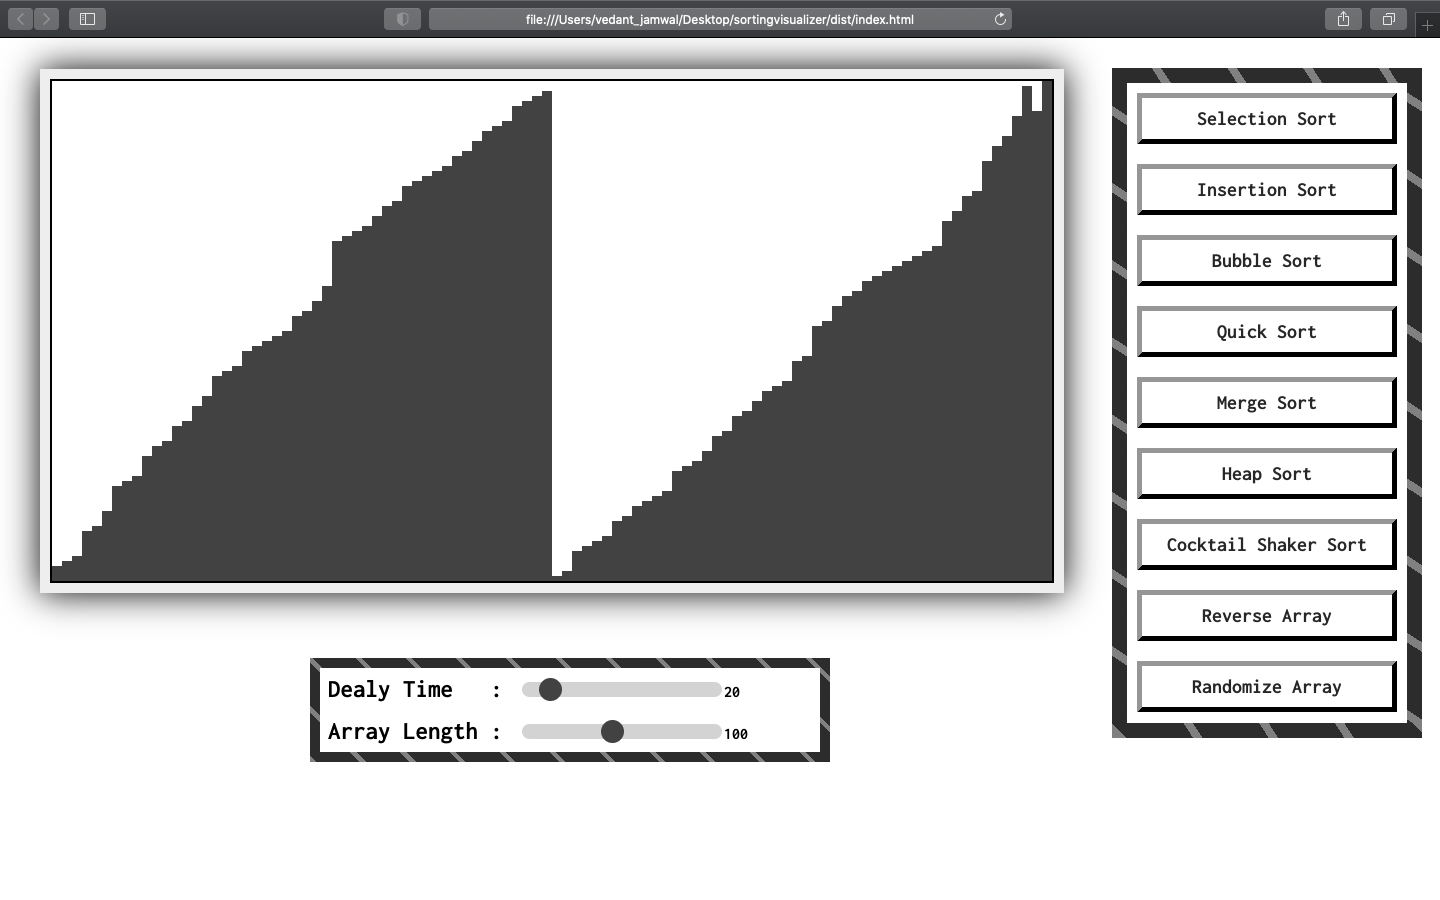 file:///Users/vedant_jamwal/Desktop/sortingvisualizer/dist/index.html
Selection Sort
Insertion Sort
Bubble Sort
Quick Sort
Merge Sort
Heap Sort
Cocktail Shaker Sort
Reverse Array
Randomize Array
Dealy Time : 20
Array Length : 100